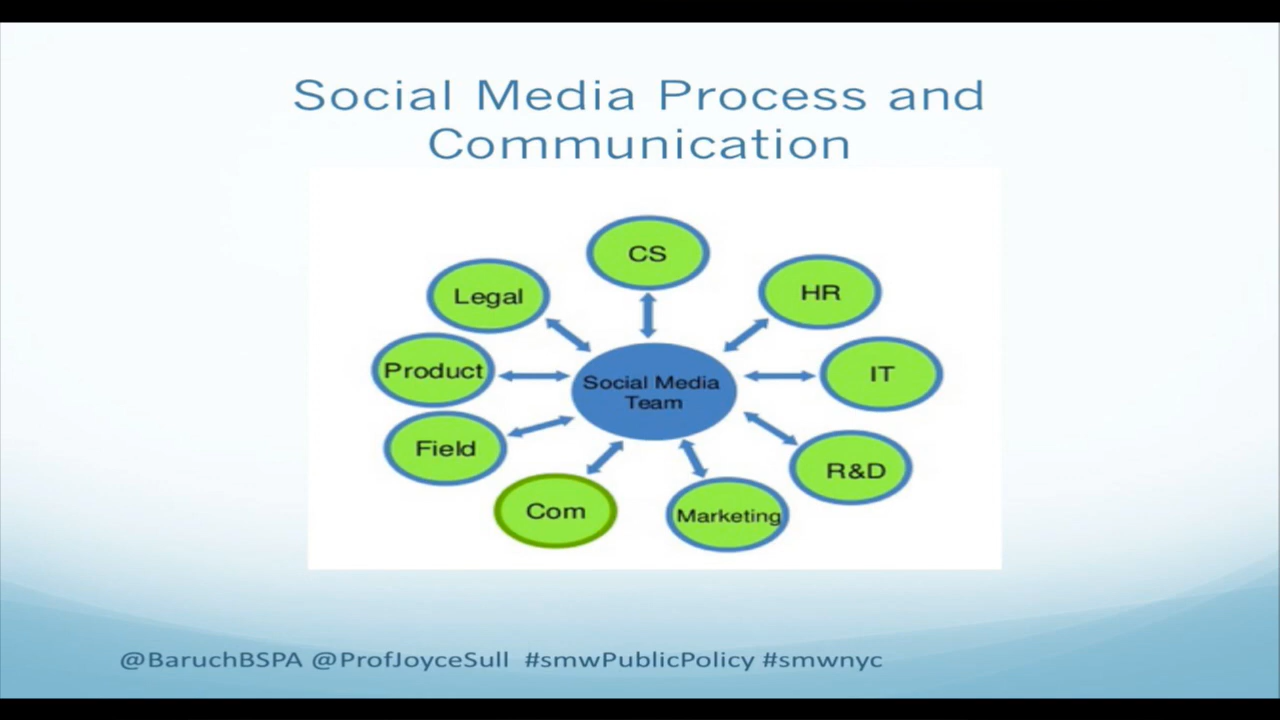 Social Media Process and
Communication
CS
Legal
HR
Product
Social Media
Team
IT
Field
R&D
Com
Marketing
@BaruchBSPA @ProfJoyceSull #smwPublicPolicy #smwnyc